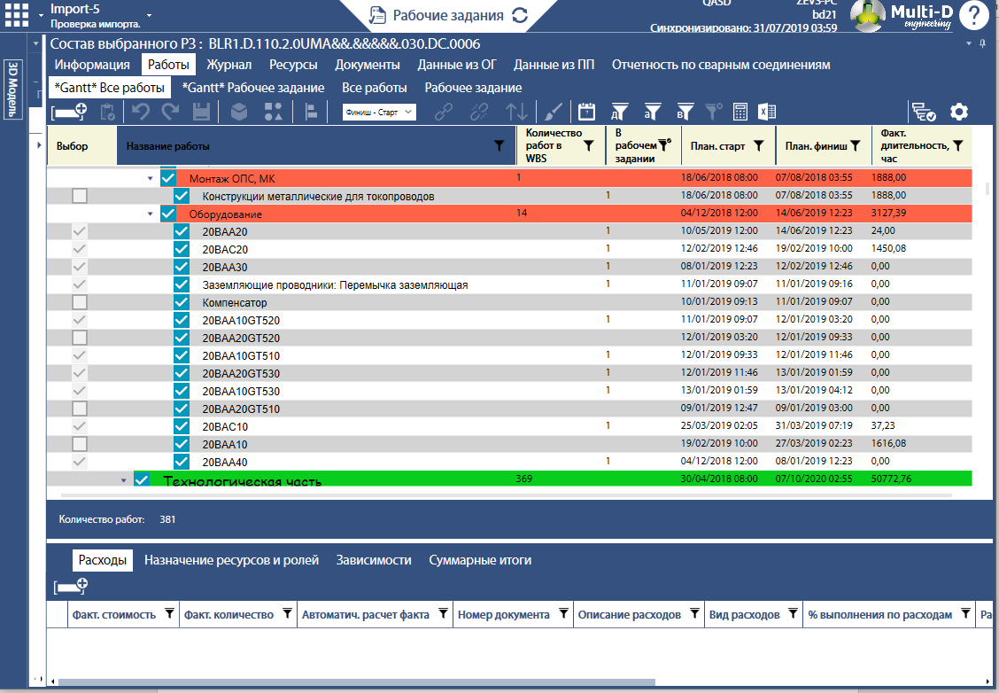 Import-5
Проверка импорта.
Рабочие задания
QASD
ZEVS-PC
bd21
Синхронизировано: 31/07/2019 03:59
Multi-D
engineering
?
3D Модель
Состав выбранного РЗ : BLR1.D.110.2.0UMA&&.&&&&&.030.DC.0006
Информация Работы Журнал Ресурсы Документы Данные из ОГ Данные из ПП Отчетность по сварным соединениям
*Gantt* Все работы *Gantt* Рабочее задание Все работы Рабочее задание
Финиш - Старт
Выбор Название работы Количество работ в WBS В рабочем задании План. старт План. финиш Факт. длительность, час
Монтаж ОПС, МК 1 18/06/2018 08:00 07/08/2018 03:55 1888,00
Конструкции металлические для токопроводов 1 18/06/2018 08:00 07/08/2018 03:55 1888,00
Оборудование 14 04/12/2018 12:00 14/06/2019 12:23 3127,39
20BAA20 1 10/05/2019 12:00 14/06/2019 12:23 24,00
20BAC20 1 12/02/2019 12:46 19/02/2019 10:00 1450,08
20BAA30 1 08/01/2019 12:23 12/02/2019 12:46 0,00
Заземляющие проводники: Перемычка заземляющая 1 11/01/2019 09:07 11/01/2019 09:16 0,00
Компенсатор 10/01/2019 09:13 11/01/2019 09:07 0,00
20BAA10GT520 1 11/01/2019 09:07 12/01/2019 03:20 0,00
20BAA20GT520 12/01/2019 03:20 12/01/2019 09:33 0,00
20BAA10GT510 1 12/01/2019 09:33 12/01/2019 11:46 0,00
20BAA20GT530 1 12/01/2019 11:46 13/01/2019 01:59 0,00
20BAA10GT530 1 13/01/2019 01:59 13/01/2019 04:12 0,00
20BAA20GT510 09/01/2019 12:47 09/01/2019 03:00 0,00
20BAC10 1 25/03/2019 02:05 31/03/2019 07:19 37,23
20BAA10 19/02/2019 10:00 27/03/2019 02:23 1616,08
20BAA40 1 04/12/2018 12:00 08/01/2019 12:23 0,00
Технологическая часть 369 30/04/2018 08:00 07/10/2020 02:55 50772,76
Количество работ: 381
Расходы Назначение ресурсов и ролей Зависимости Суммарные итоги
Факт. стоимость Факт. количество Автоматич. расчет факта Номер документа Описание расходов Вид расходов % выполнения по расходам Ра